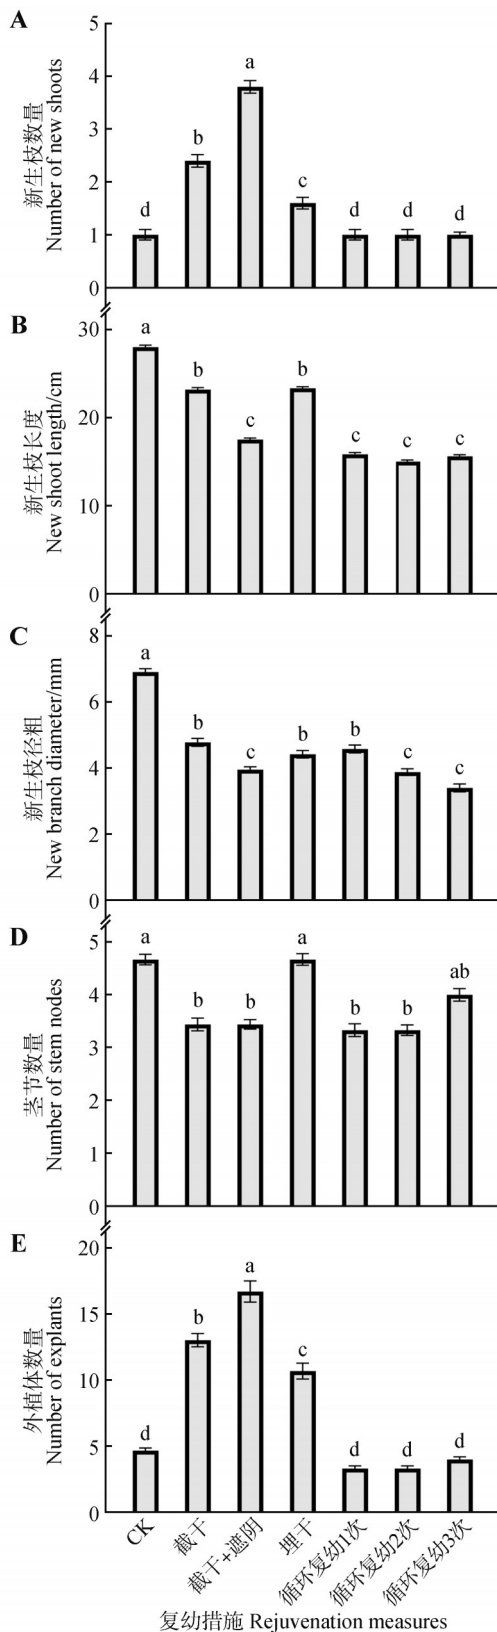 A
新生枝数量
Number of new shoots
5
4
3
2
1
0
d
b
a
c
d
d
d
B
新生枝长度
New shoot length/cm
30
20
10
0
a
b
c
b
c
c
c
C
新生枝径粗
New branch diameter/mm
8
6
4
2
0
a
b
c
b
b
c
c
D
茎节数量
Number of stem nodes
5
4
3
2
1
0
a
b
b
a
b
b
ab
E
外植体数量
Number of explants
20
15
10
5
0
d
b
a
c
d
d
d
CK
截干
截干+遮阴
埋干
循环复幼1次
循环复幼2次
循环复幼3次
复幼措施 Rejuvenation measures